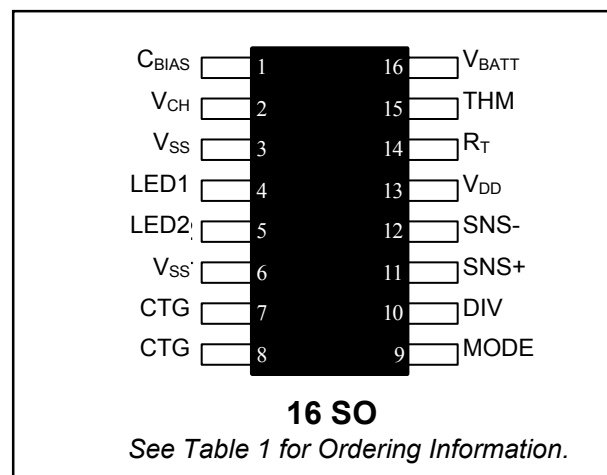 CBIAS 1 16 VBATT
VCH 2 15 THM
VSS 3 14 RT
LED1 4 13 VDD
LED2 5 12 SNS-
VSS 6 11 SNS+
CTG 7 10 DIV
CTG 8 9 MODE
16 SO
See Table 1 for Ordering Information.